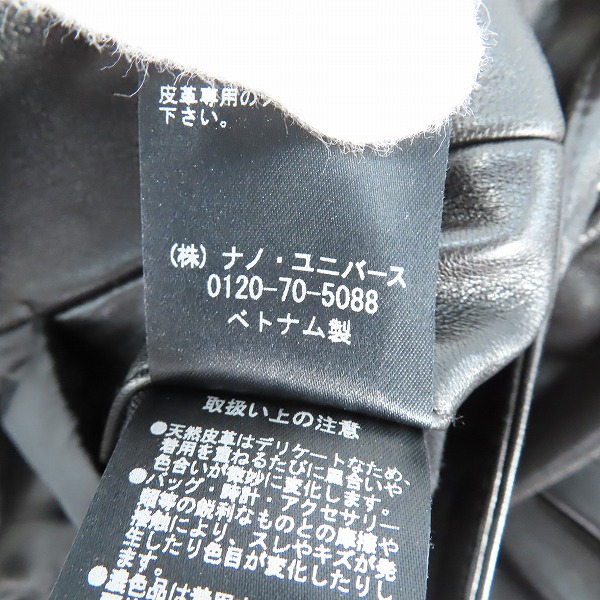 皮革専用の
下さい。
(株) ナノ・ユニバース
0120-70-5088
ベトナム製
取扱い上の注意
●天然皮革はデリケートなため、
着用を重ねるたびに風合いや
色合いが微妙に変化します。
●バッグ・時計・アクセサリー
類等の鋭利なものとの摩擦や
接触により、スレやキズが発
生したり色目が変化したりし
ます。
●濃色品は着用